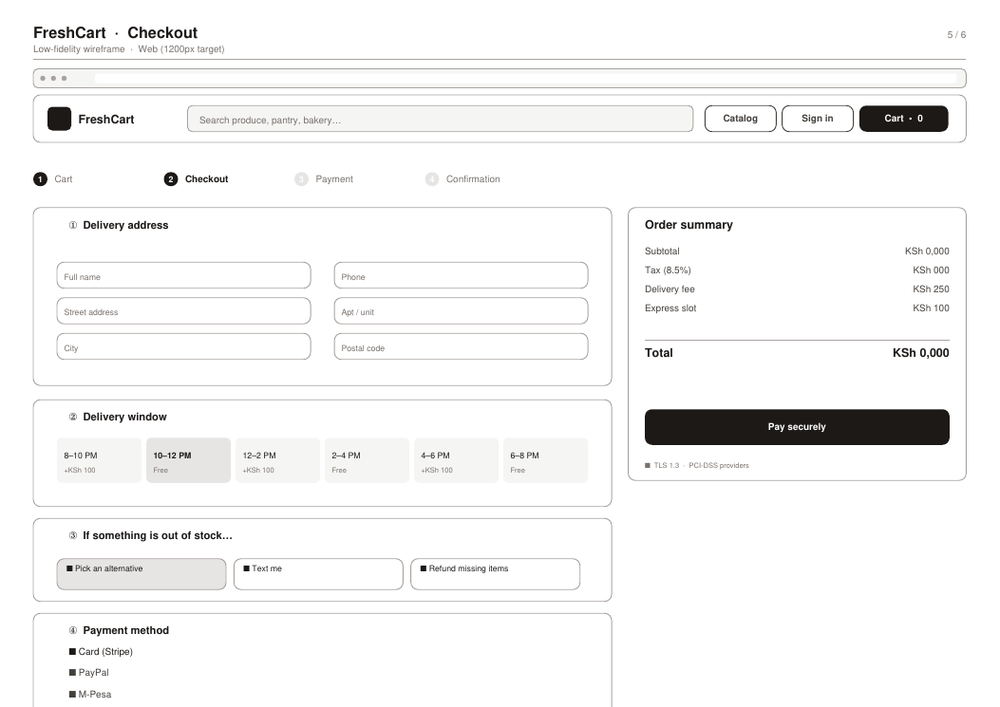 FreshCart · Checkout
5 / 6
Low-fidelity wireframe · Web (1200px target)
FreshCart
Search produce, pantry, bakery…
Catalog
Sign in
Cart • 0
1 Cart
2 Checkout
3 Payment
4 Confirmation
① Delivery address
Full name
Phone
Street address
Apt / unit
City
Postal code
② Delivery window
8–10 PM
+KSh 100
10–12 PM
Free
12–2 PM
+KSh 100
2–4 PM
Free
4–6 PM
+KSh 100
6–8 PM
Free
③ If something is out of stock…
■ Pick an alternative
■ Text me
■ Refund missing items
④ Payment method
■ Card (Stripe)
■ PayPal
■ M-Pesa
Order summary
Subtotal KSh 0,000
Tax (8.5%) KSh 000
Delivery fee KSh 250
Express slot KSh 100
Total KSh 0,000
Pay securely
■ TLS 1.3 · PCI-DSS providers